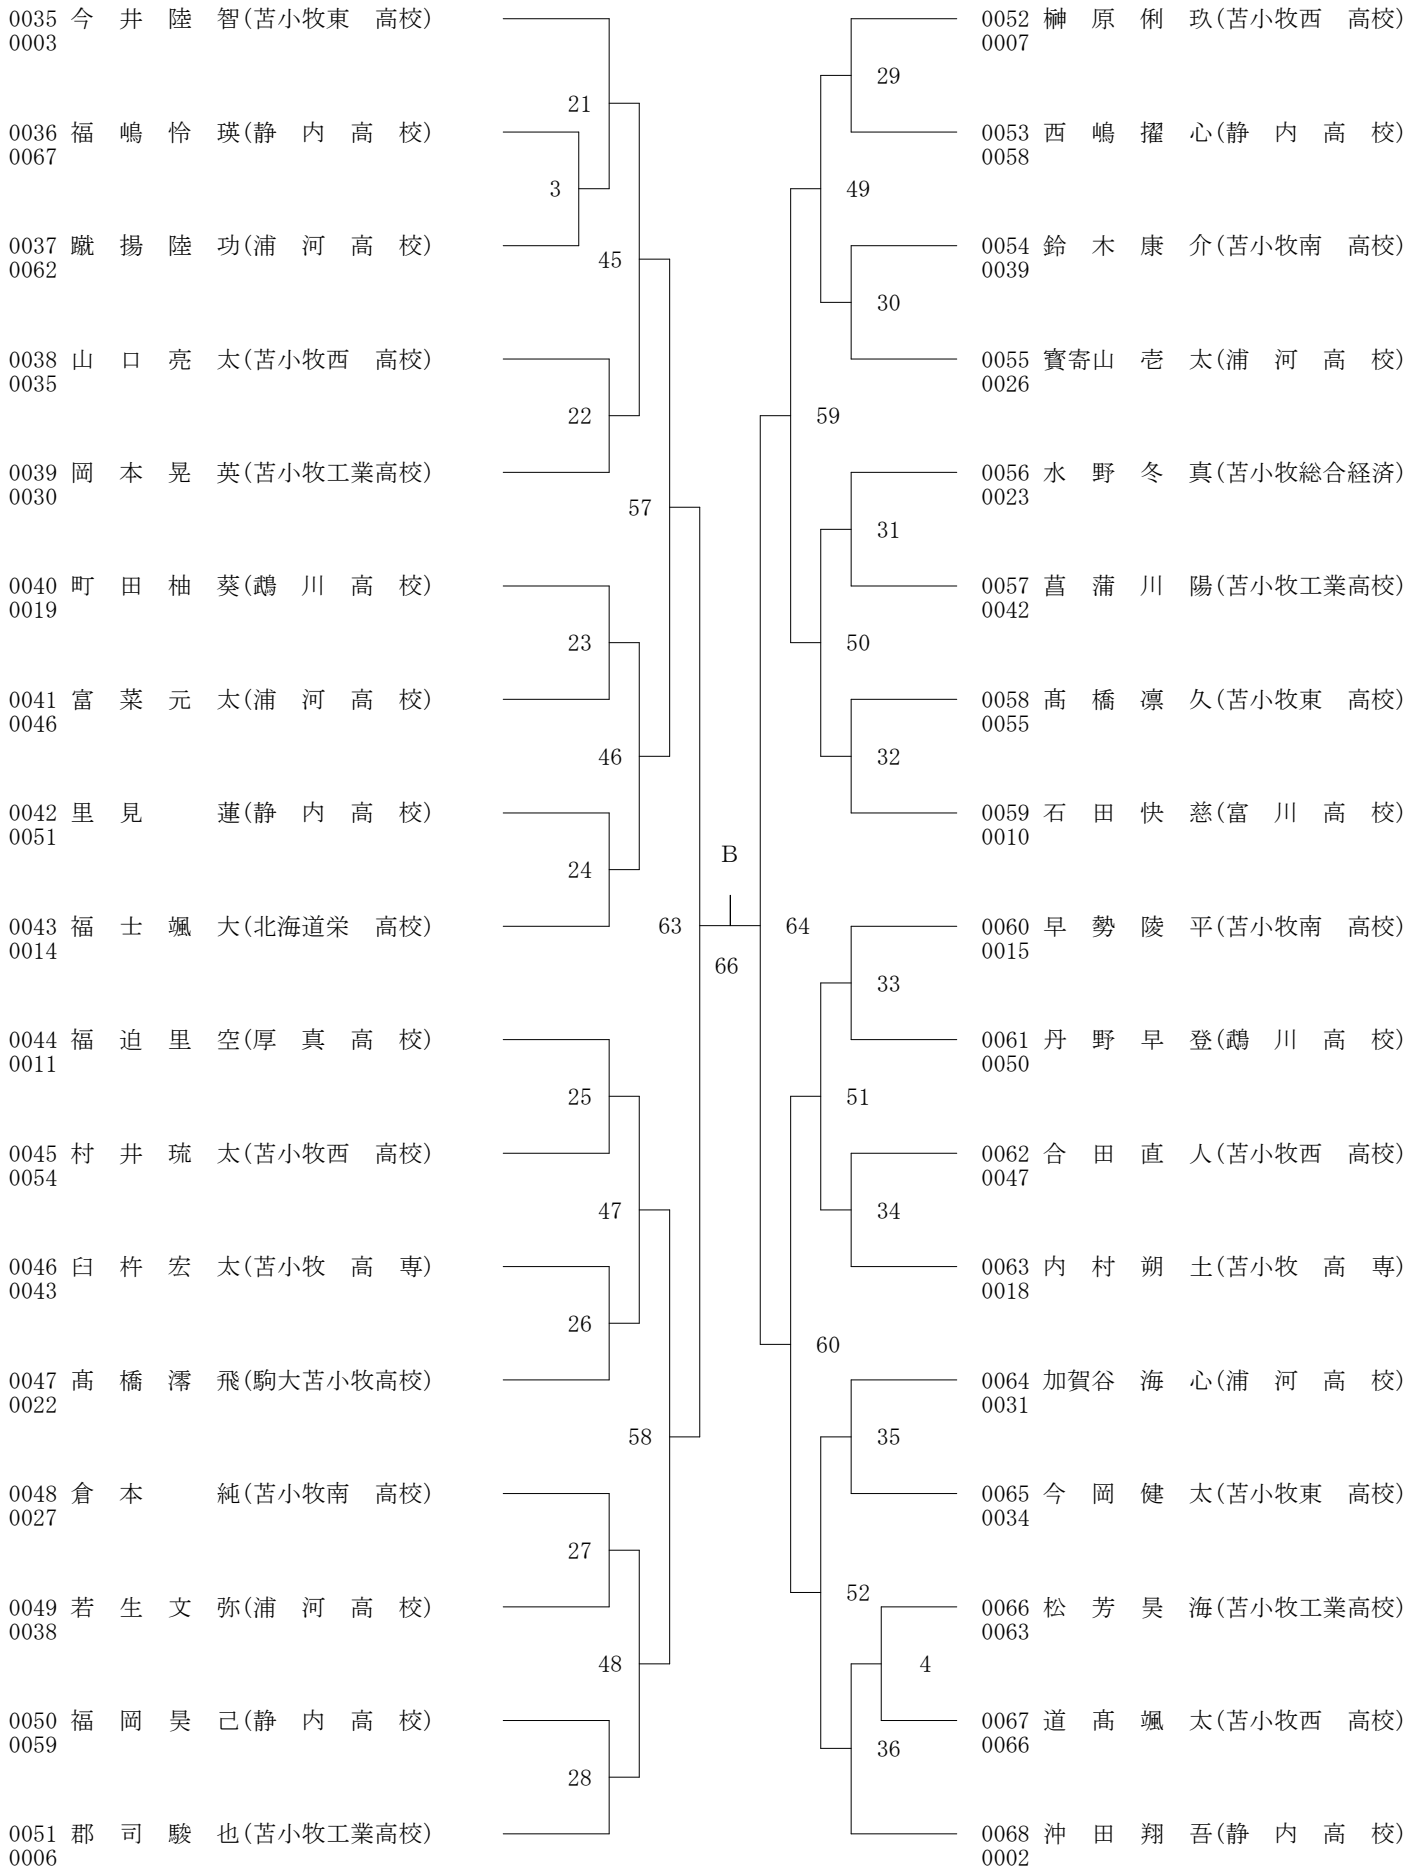 0035 今　井　陸　智(苫小牧東　高校)
0003
21
0036 福　嶋　怜　瑛(静　内　高　校)
0067
3
0037 蹴　揚　陸　功(浦　河　高　校)
0062
45
0038 山　口　亮　太(苫小牧西　高校)
0035
22
0039 岡　本　晃　英(苫小牧工業高校)
0030
57
0040 町　田　柚　葵(鵡　川　高　校)
0019
23
0041 富　菜　元　太(浦　河　高　校)
0046
46
0042 里　見　　　蓮(静　内　高　校)
0051
24
0043 福　士　颯　大(北海道栄　高校)
0014
63
0044 福　迫　里　空(厚　真　高　校)
0011
25
0045 村　井　琉　太(苫小牧西　高校)
0054
47
0046 臼　杵　宏　太(苫小牧　高　専)
0043
26
0047 髙　橋　澪　飛(駒大苫小牧高校)
0022
58
0048 倉　本　　　純(苫小牧南　高校)
0027
27
0049 若　生　文　弥(浦　河　高　校)
0038
48
0050 福　岡　昊　己(静　内　高　校)
0059
28
0051 郡　司　駿　也(苫小牧工業高校)
0006
B
66
0052 榊　原　俐　玖(苫小牧西　高校)
0007
29
0053 西　嶋　擢　心(静　内　高　校)
0058
49
0054 鈴　木　康　介(苫小牧南　高校)
0039
30
0055 寳寄山　壱　太(浦　河　高　校)
0026
59
0056 水　野　冬　真(苫小牧総合経済)
0023
31
0057 菖　蒲　川　陽(苫小牧工業高校)
0042
50
0058 髙　橋　凛　久(苫小牧東　高校)
0055
32
0059 石　田　快　慈(富　川　高　校)
0010
64
0060 早　勢　陵　平(苫小牧南　高校)
0015
33
0061 丹　野　早　登(鵡　川　高　校)
0050
51
0062 合　田　直　人(苫小牧西　高校)
0047
34
0063 内　村　朔　土(苫小牧　高　専)
0018
60
0064 加賀谷　海　心(浦　河　高　校)
0031
35
0065 今　岡　健　太(苫小牧東　高校)
0034
52
0066 松　芳　昊　海(苫小牧工業高校)
0063
4
0067 道　髙　颯　太(苫小牧西　高校)
0066
36
0068 沖　田　翔　吾(静　内　高　校)
0002